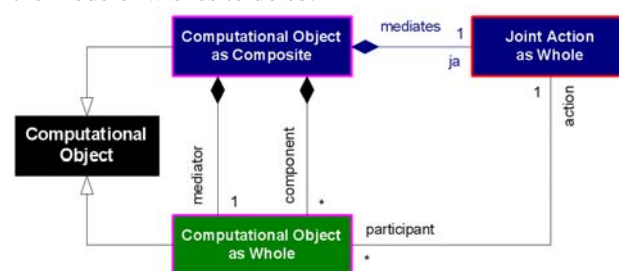 Computational Object
as Composite
mediates
1
ja
Joint Action
as Whole
1
action
Computational
Object
mediator
1
component
*
Computational Object
as Whole
participant
*